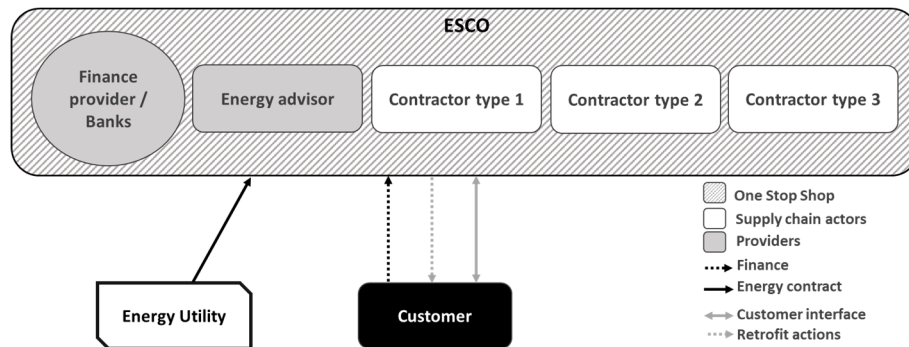 ESCO
Finance
provider /
Banks
Energy advisor
Contractor type 1
Contractor type 2
Contractor type 3
One Stop Shop
Supply chain actors
Providers
Finance
Energy contract
Customer interface
Retrofit actions
Energy Utility
Customer